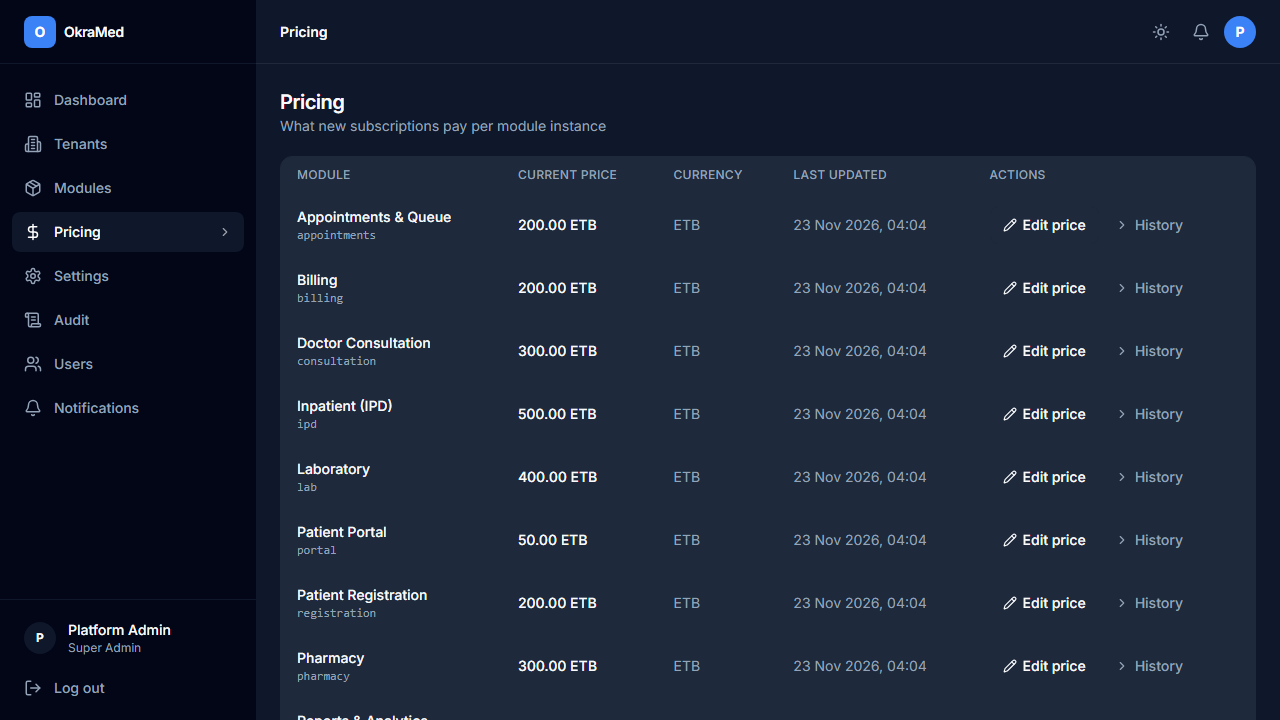 O OkraMed
Pricing
P
Dashboard
Tenants
Modules
Pricing
Settings
Audit
Users
Notifications
P
Platform Admin
Super Admin
Log out
Pricing
What new subscriptions pay per module instance
MODULE CURRENT PRICE CURRENCY LAST UPDATED ACTIONS
Appointments & Queue
appointments
200.00 ETB ETB 23 Nov 2026, 04:04 Edit price History
Billing
billing
200.00 ETB ETB 23 Nov 2026, 04:04 Edit price History
Doctor Consultation
consultation
300.00 ETB ETB 23 Nov 2026, 04:04 Edit price History
Inpatient (IPD)
ipd
500.00 ETB ETB 23 Nov 2026, 04:04 Edit price History
Laboratory
lab
400.00 ETB ETB 23 Nov 2026, 04:04 Edit price History
Patient Portal
portal
50.00 ETB ETB 23 Nov 2026, 04:04 Edit price History
Patient Registration
registration
200.00 ETB ETB 23 Nov 2026, 04:04 Edit price History
Pharmacy
pharmacy
300.00 ETB ETB 23 Nov 2026, 04:04 Edit price History
Reports & Analytics